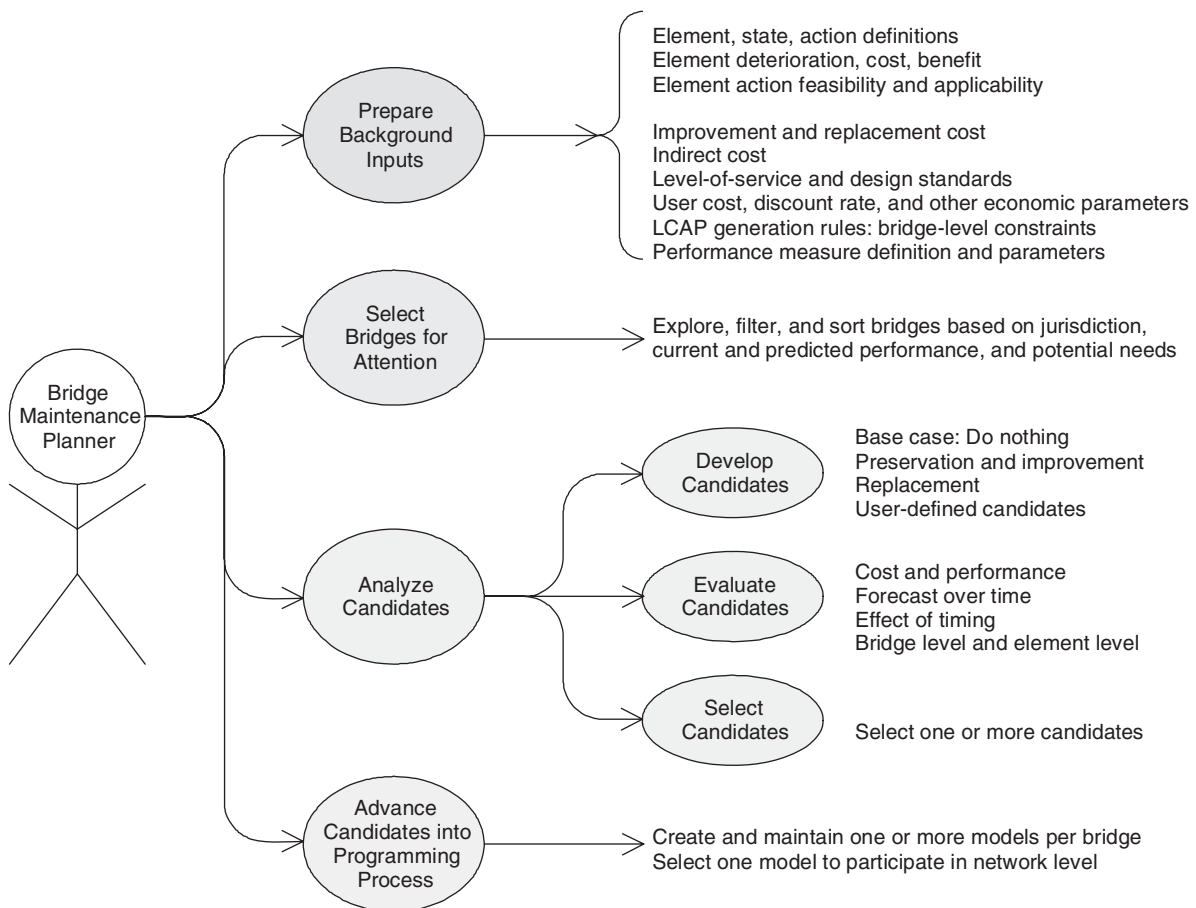 Bridge
Maintenance
Planner
Prepare
Background
Inputs
Element, state, action definitions
Element deterioration, cost, benefit
Element action feasibility and applicability
Improvement and replacement cost
Indirect cost
Level-of-service and design standards
User cost, discount rate, and other economic parameters
LCAP generation rules: bridge-level constraints
Performance measure definition and parameters
Select
Bridges for
Attention
Explore, filter, and sort bridges based on jurisdiction,
current and predicted performance, and potential needs
Analyze
Candidates
Develop
Candidates
Base case: Do nothing
Preservation and improvement
Replacement
User-defined candidates
Evaluate
Candidates
Cost and performance
Forecast over time
Effect of timing
Bridge level and element level
Select
Candidates
Select one or more candidates
Advance
Candidates into
Programming
Process
Create and maintain one or more models per bridge
Select one model to participate in network level